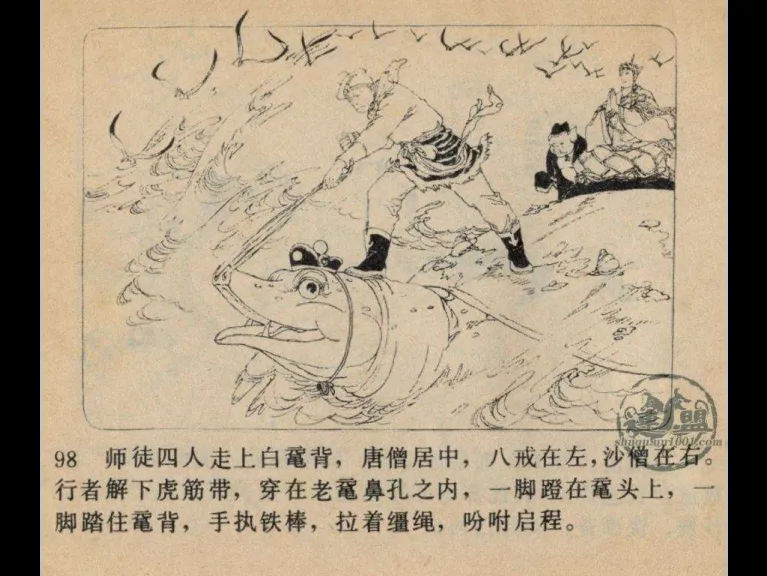 盟
shuqu.un1001.com
98 师徒四人走上白鼋背，唐僧居中，八戒在左，沙僧在右。
行者解下虎筋带，穿在老鼋鼻孔之内，一脚蹬在鼋头上，一
脚踏住鼋背，手执铁棒，拉着缰绳，吩咐启程。